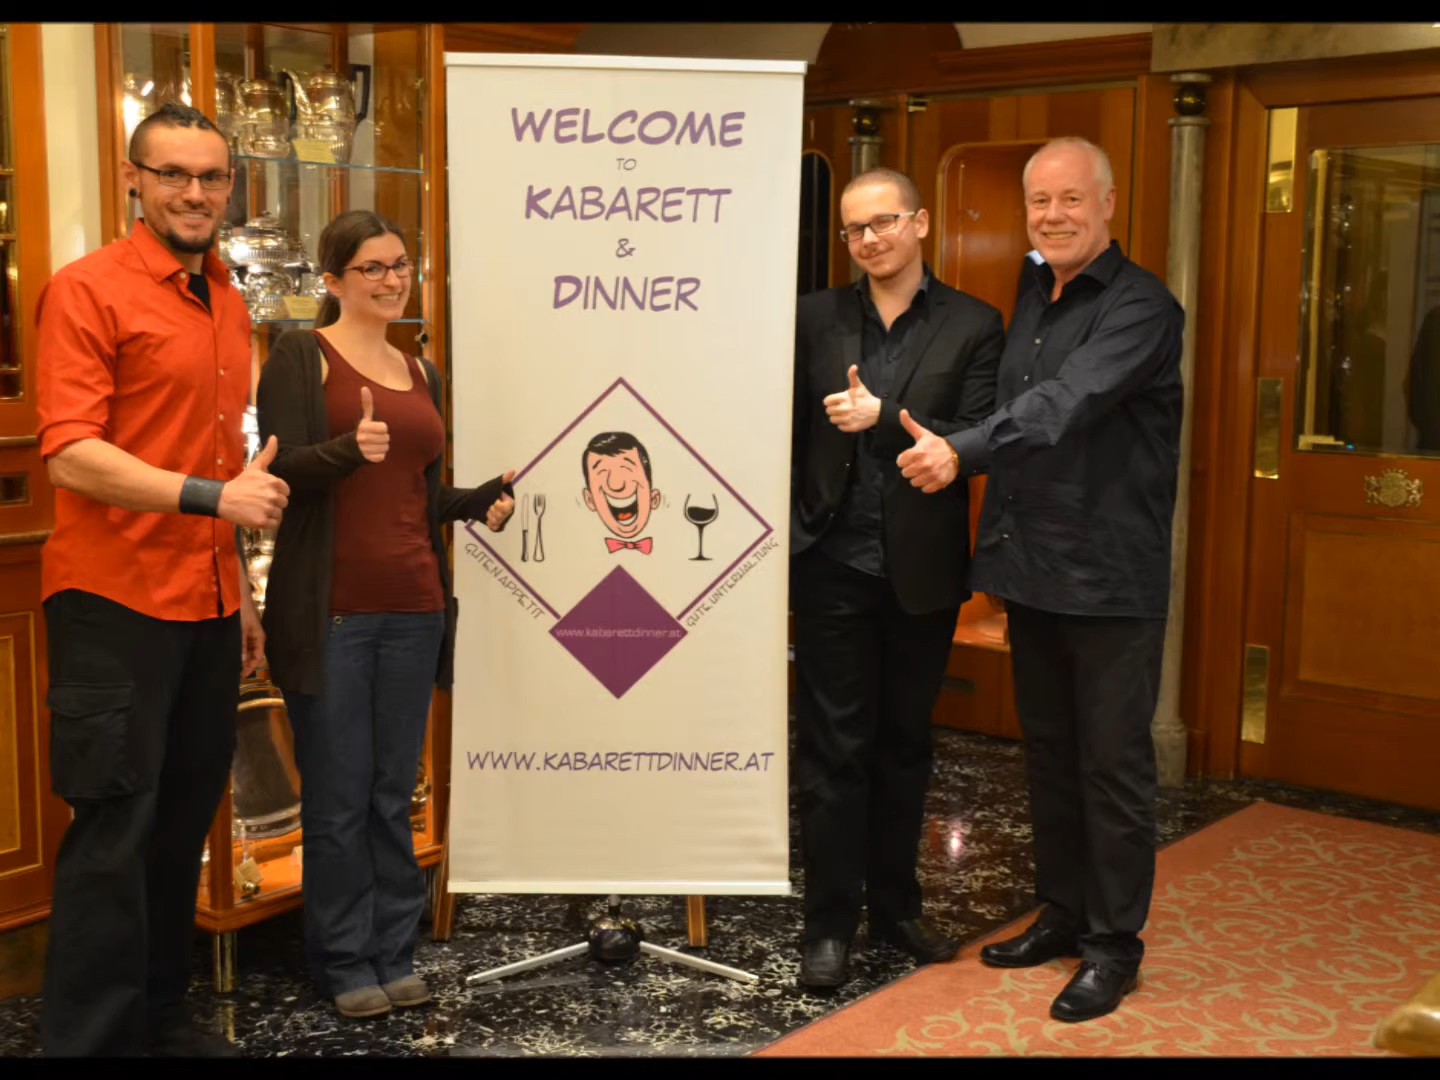 WELCOME
TO
KABARETT
&
DINNER
GUTEN APPETIT
GUTE UNTERHALTUNG
www.kabarettdinner.at
WWW.KABARETTDINNER.AT